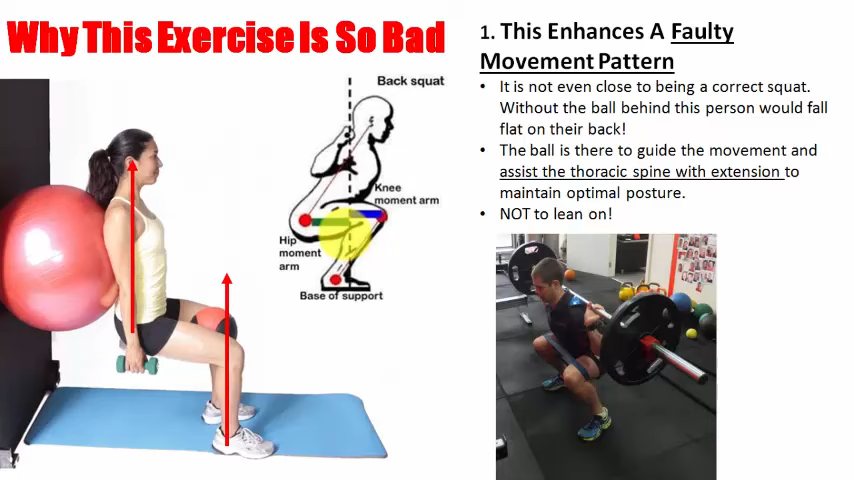 Why This Exercise Is So Bad
Back squat
Knee
moment arm
Hip
moment
arm
Base of support
1. This Enhances A Faulty
Movement Pattern
• It is not even close to being a correct squat.
Without the ball behind this person would fall
flat on their back!
• The ball is there to guide the movement and
assist the thoracic spine with extension to
maintain optimal posture.
• NOT to lean on!